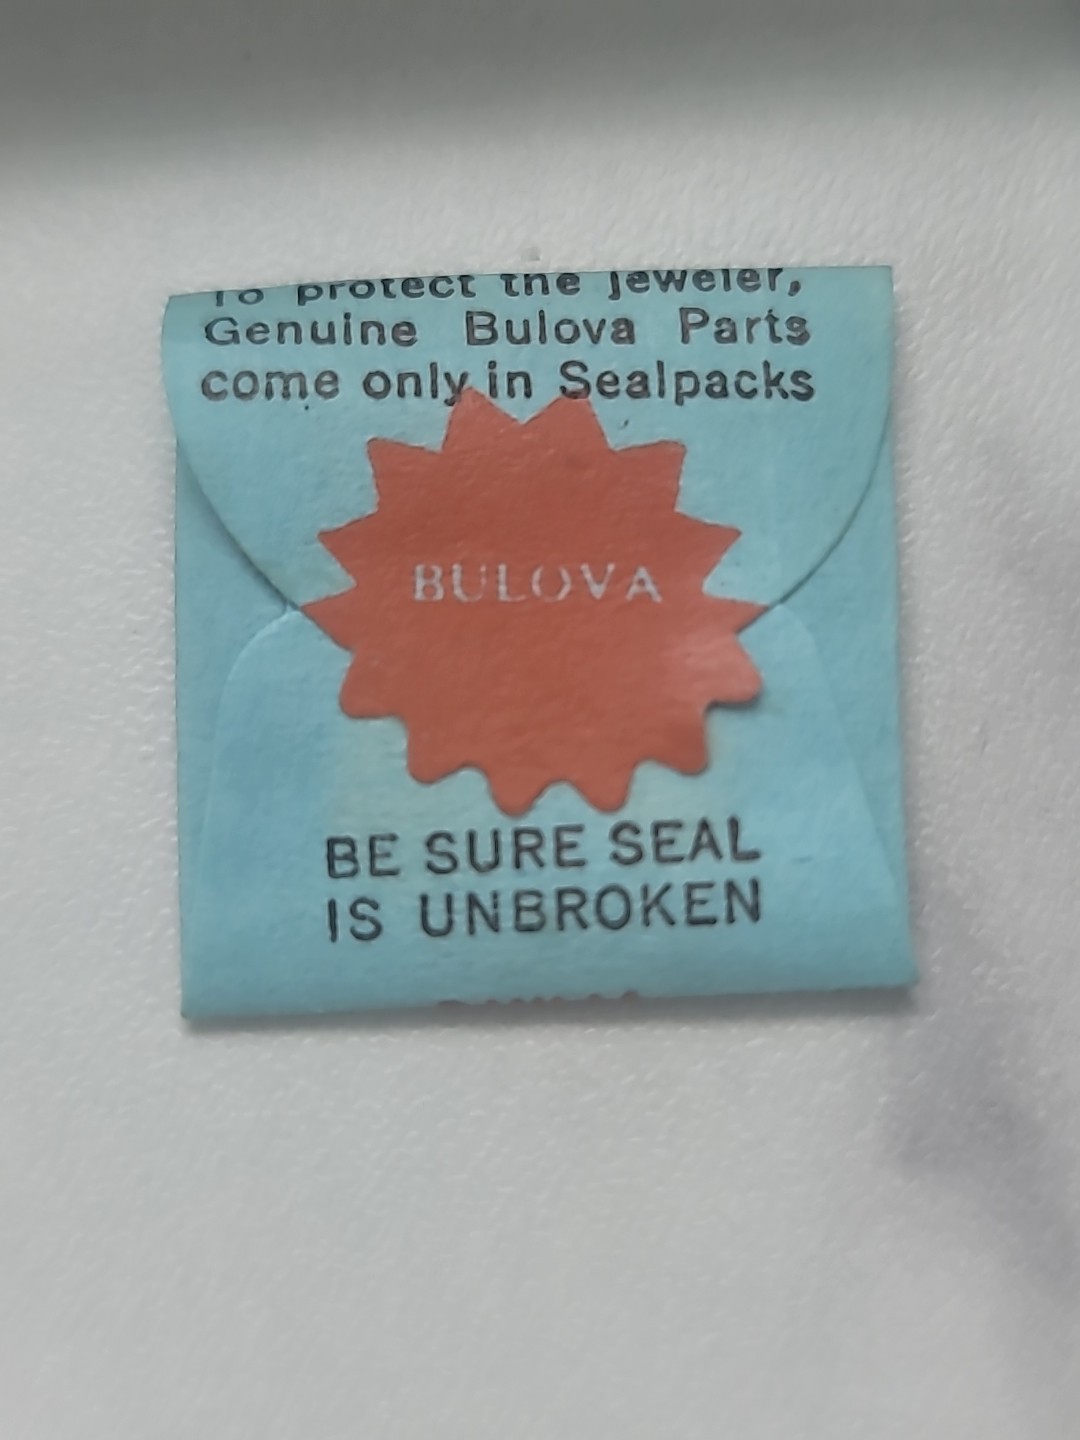 To protect the jeweler,
Genuine Bulova Parts
come only in Sealpacks
BULOVA
BE SURE SEAL
IS UNBROKEN